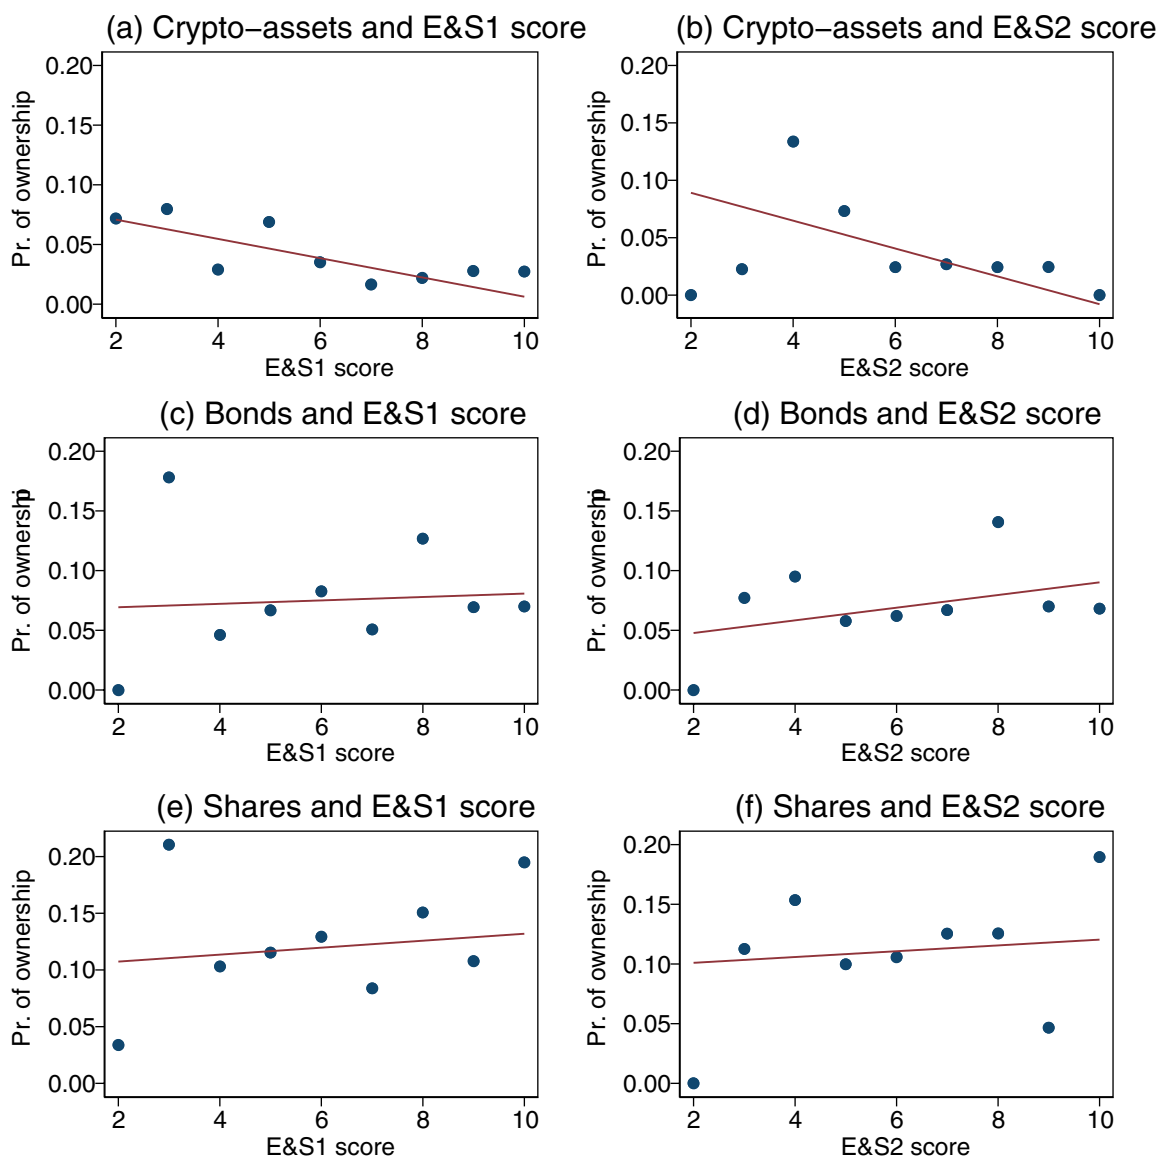 (a) Crypto−assets and E&S1 score
Pr. of ownership
0.20
0.15
0.10
0.05
0.00
2 4 6 8 10
E&S1 score
(b) Crypto−assets and E&S2 score
Pr. of ownership
0.20
0.15
0.10
0.05
0.00
2 4 6 8 10
E&S2 score
(c) Bonds and E&S1 score
Pr. of ownership
0.20
0.15
0.10
0.05
0.00
2 4 6 8 10
E&S1 score
(d) Bonds and E&S2 score
Pr. of ownership
0.20
0.15
0.10
0.05
0.00
2 4 6 8 10
E&S2 score
(e) Shares and E&S1 score
Pr. of ownership
0.20
0.15
0.10
0.05
0.00
2 4 6 8 10
E&S1 score
(f) Shares and E&S2 score
Pr. of ownership
0.20
0.15
0.10
0.05
0.00
2 4 6 8 10
E&S2 score